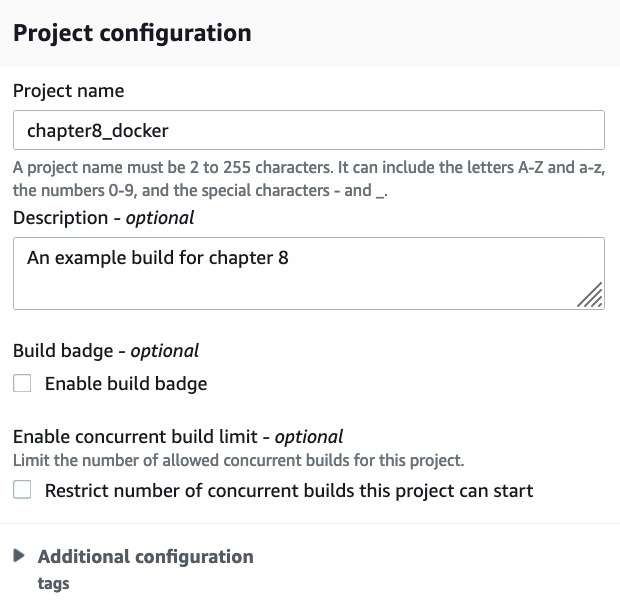 Project configuration
Project name
chapter8_docker
A project name must be 2 to 255 characters. It can include the letters A-Z and a-z,
the numbers 0-9, and the special characters - and _.
Description - optional
An example build for chapter 8
Build badge - optional
Enable build badge
Enable concurrent build limit - optional
Limit the number of allowed concurrent builds for this project.
Restrict number of concurrent builds this project can start
Additional configuration
tags